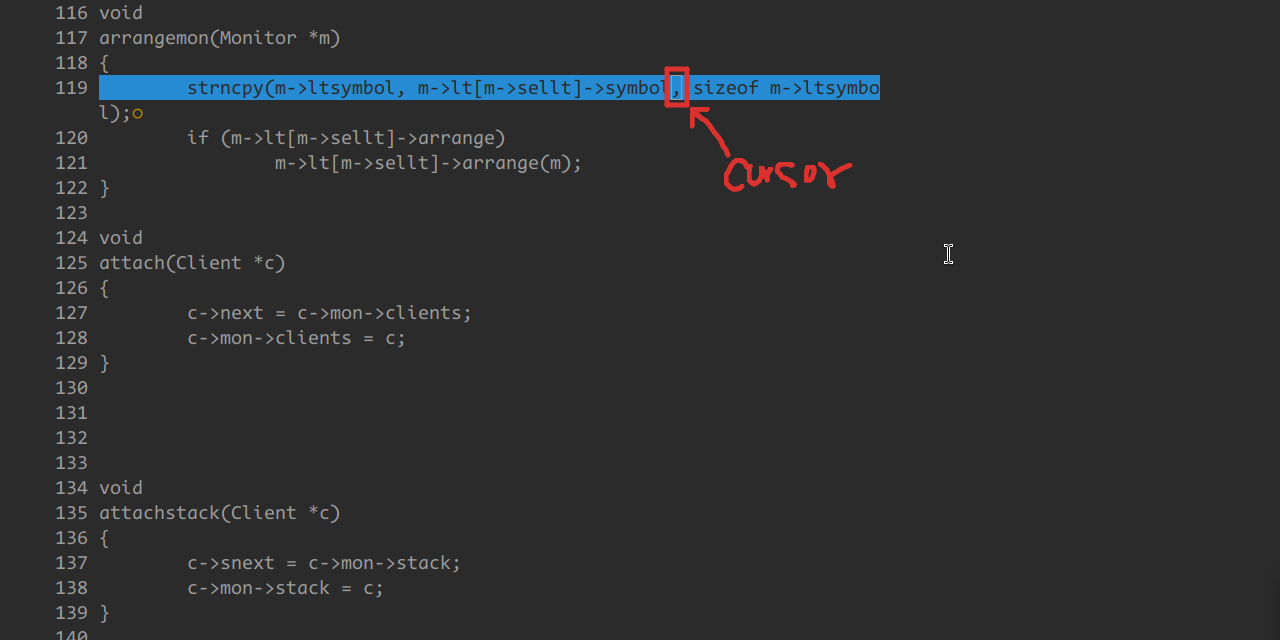 116 void
117 arrangemon(Monitor *m)
118 {
119 strncpy(m->ltsymbol, m->lt[m->sellt]->symbol, sizeof m->ltsymbo
l);
120 if (m->lt[m->sellt]->arrange)
121 m->lt[m->sellt]->arrange(m);
cursor
122 }
123
124 void
125 attach(Client *c)
126 {
127 c->next = c->mon->clients;
128 c->mon->clients = c;
129 }
130
131
132
133
134 void
135 attachstack(Client *c)
136 {
137 c->snext = c->mon->stack;
138 c->mon->stack = c;
139 }
140